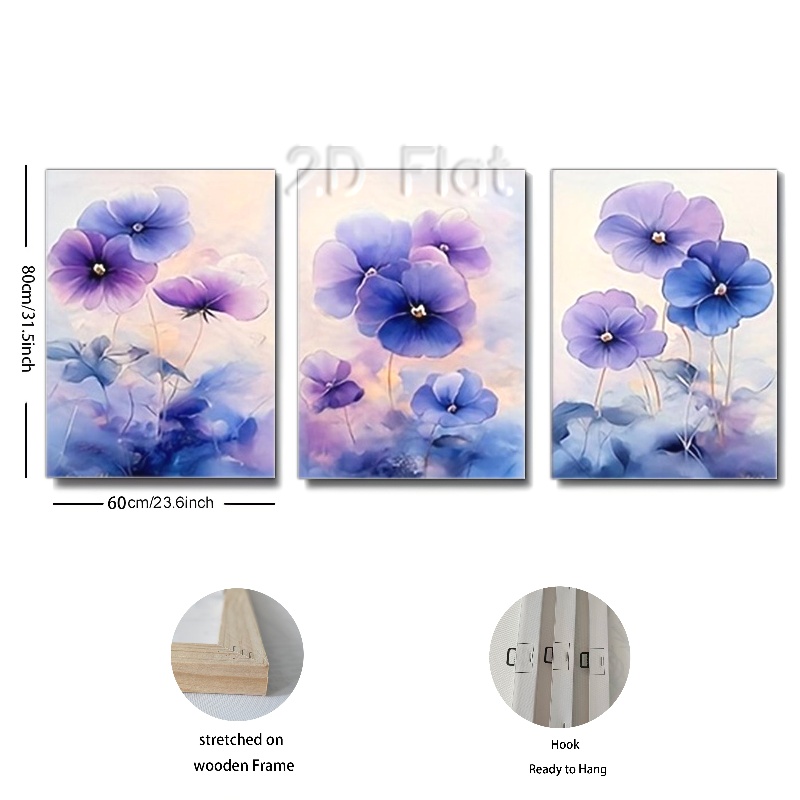 2D Flat
80cm/31.5inch
60cm/23.6inch
stretched on
wooden Frame
Hook
Ready to Hang